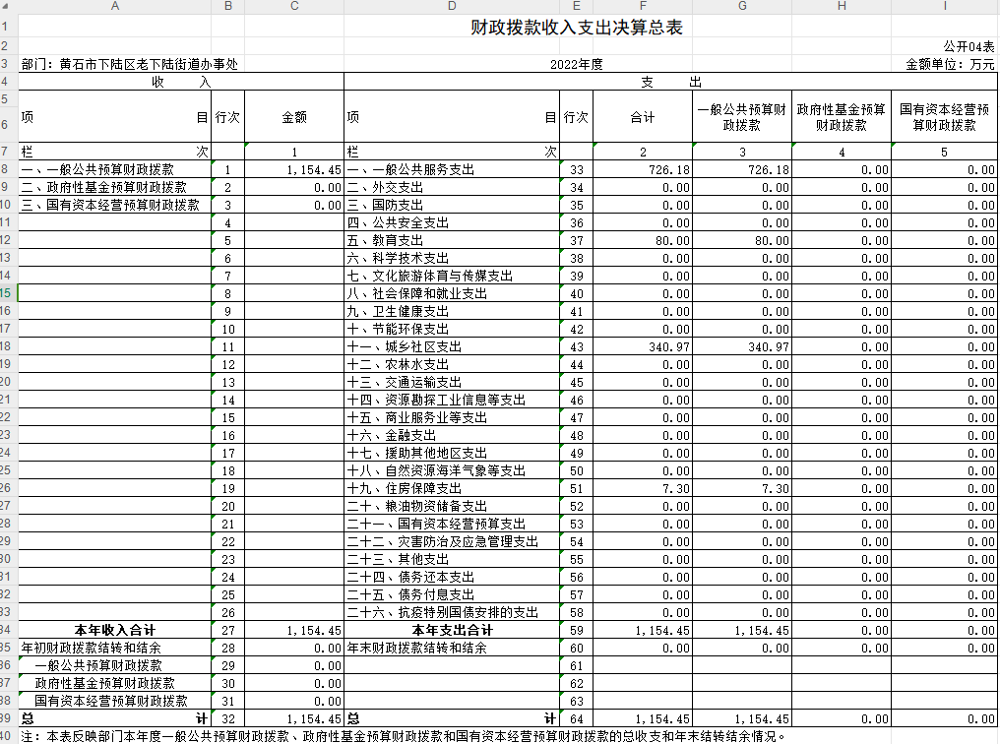 A B C D E F G H I
1 财政拨款收入支出决算总表
2 公开04表
3 部门：黄石市下陆区老下陆街道办事处 2022年度 金额单位：万元
4 收 入 支 出
5
6 项 目 行次 金额 项 目 行次 合计 一般公共预算财政拨款 政府性基金预算财政拨款 国有资本经营预算财政拨款
7 栏 次 1 栏 次 2 3 4 5
8 一、一般公共预算财政拨款 1 1,154.45 一、一般公共服务支出 33 726.18 726.18 0.00 0.00
9 二、政府性基金预算财政拨款 2 0.00 二、外交支出 34 0.00 0.00 0.00 0.00
10 三、国有资本经营预算财政拨款 3 0.00 三、国防支出 35 0.00 0.00 0.00 0.00
11 4 四、公共安全支出 36 0.00 0.00 0.00 0.00
12 5 五、教育支出 37 80.00 80.00 0.00 0.00
13 6 六、科学技术支出 38 0.00 0.00 0.00 0.00
14 7 七、文化旅游体育与传媒支出 39 0.00 0.00 0.00 0.00
15 8 八、社会保障和就业支出 40 0.00 0.00 0.00 0.00
16 9 九、卫生健康支出 41 0.00 0.00 0.00 0.00
17 10 十、节能环保支出 42 0.00 0.00 0.00 0.00
18 11 十一、城乡社区支出 43 340.97 340.97 0.00 0.00
19 12 十二、农林水支出 44 0.00 0.00 0.00 0.00
20 13 十三、交通运输支出 45 0.00 0.00 0.00 0.00
21 14 十四、资源勘探工业信息等支出 46 0.00 0.00 0.00 0.00
22 15 十五、商业服务业等支出 47 0.00 0.00 0.00 0.00
23 16 十六、金融支出 48 0.00 0.00 0.00 0.00
24 17 十七、援助其他地区支出 49 0.00 0.00 0.00 0.00
25 18 十八、自然资源海洋气象等支出 50 0.00 0.00 0.00 0.00
26 19 十九、住房保障支出 51 7.30 7.30 0.00 0.00
27 20 二十、粮油物资储备支出 52 0.00 0.00 0.00 0.00
28 21 二十一、国有资本经营预算支出 53 0.00 0.00 0.00 0.00
29 22 二十二、灾害防治及应急管理支出 54 0.00 0.00 0.00 0.00
30 23 二十三、其他支出 55 0.00 0.00 0.00 0.00
31 24 二十四、债务还本支出 56 0.00 0.00 0.00 0.00
32 25 二十五、债务付息支出 57 0.00 0.00 0.00 0.00
33 26 二十六、抗疫特别国债安排的支出 58 0.00 0.00 0.00 0.00
34 本年收入合计 27 1,154.45 本年支出合计 59 1,154.45 1,154.45 0.00 0.00
35 年初财政拨款结转和结余 28 0.00 年末财政拨款结转和结余 60 0.00 0.00 0.00 0.00
36 一般公共预算财政拨款 29 0.00 61
37 政府性基金预算财政拨款 30 0.00 62
38 国有资本经营预算财政拨款 31 0.00 63
39 总 计 32 1,154.45 总 计 64 1,154.45 1,154.45 0.00 0.00
40 注：本表反映部门本年度一般公共预算财政拨款、政府性基金预算财政拨款和国有资本经营预算财政拨款的总收支和年末结转结余情况。